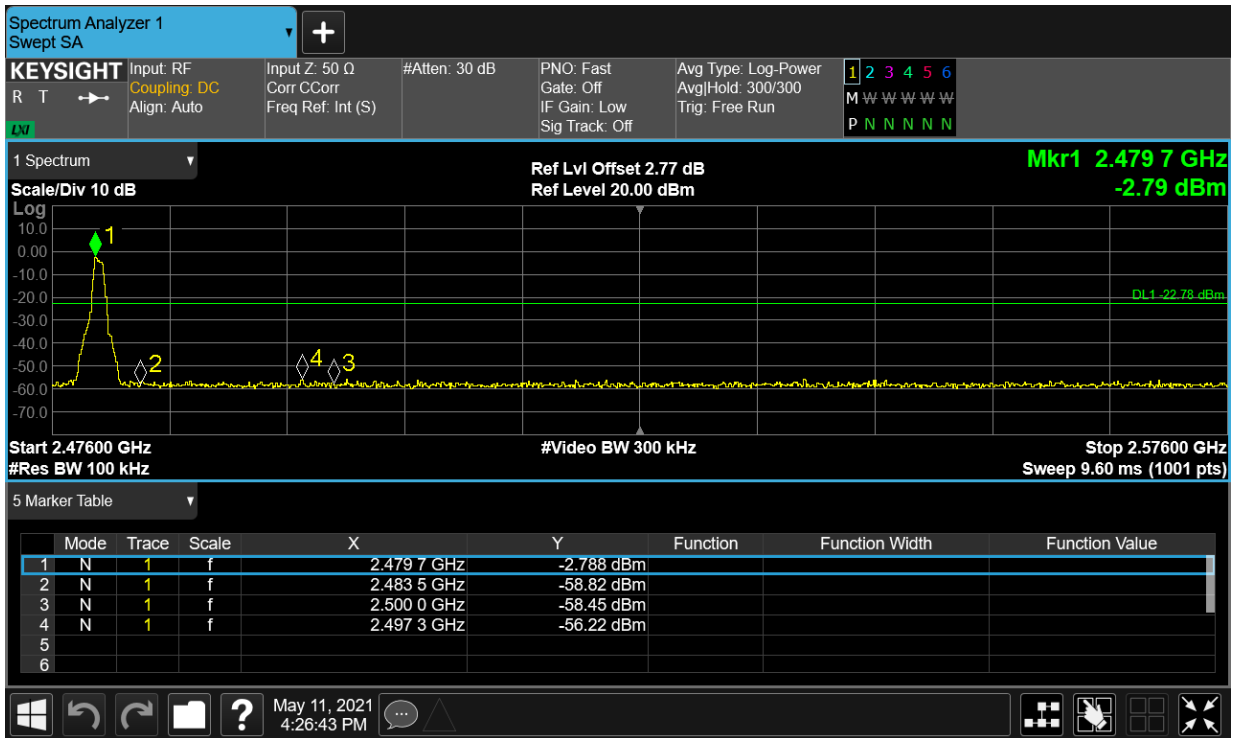 Spectrum Analyzer 1
Swept SA
+
KEYSIGHT
R T
LXI
Input: RF
Coupling: DC
Align: Auto
Input Z: 50 Ω
Corr CCorr
Freq Ref: Int (S)
#Atten: 30 dB
PNO: Fast
Gate: Off
IF Gain: Low
Sig Track: Off
Avg Type: Log-Power
Avg|Hold: 300/300
Trig: Free Run
1 2 3 4 5 6
M W W W W W
P N N N N N
1 Spectrum
Scale/Div 10 dB
Ref Lvl Offset 2.77 dB
Ref Level 20.00 dBm
Mkr1 2.479 7 GHz
-2.79 dBm
Log
10.0
0.00
-10.0
-20.0
-30.0
-40.0
-50.0
-60.0
-70.0
1
2
4
3
DL1 -22.78 dBm
Start 2.47600 GHz
#Res BW 100 kHz
#Video BW 300 kHz
Stop 2.57600 GHz
Sweep 9.60 ms (1001 pts)
5 Marker Table
Mode Trace Scale X Y Function Function Width Function Value
1 N 1 f 2.479 7 GHz -2.788 dBm
2 N 1 f 2.483 5 GHz -58.82 dBm
3 N 1 f 2.500 0 GHz -58.45 dBm
4 N 1 f 2.497 3 GHz -56.22 dBm
5
6
?
May 11, 2021
4:26:43 PM